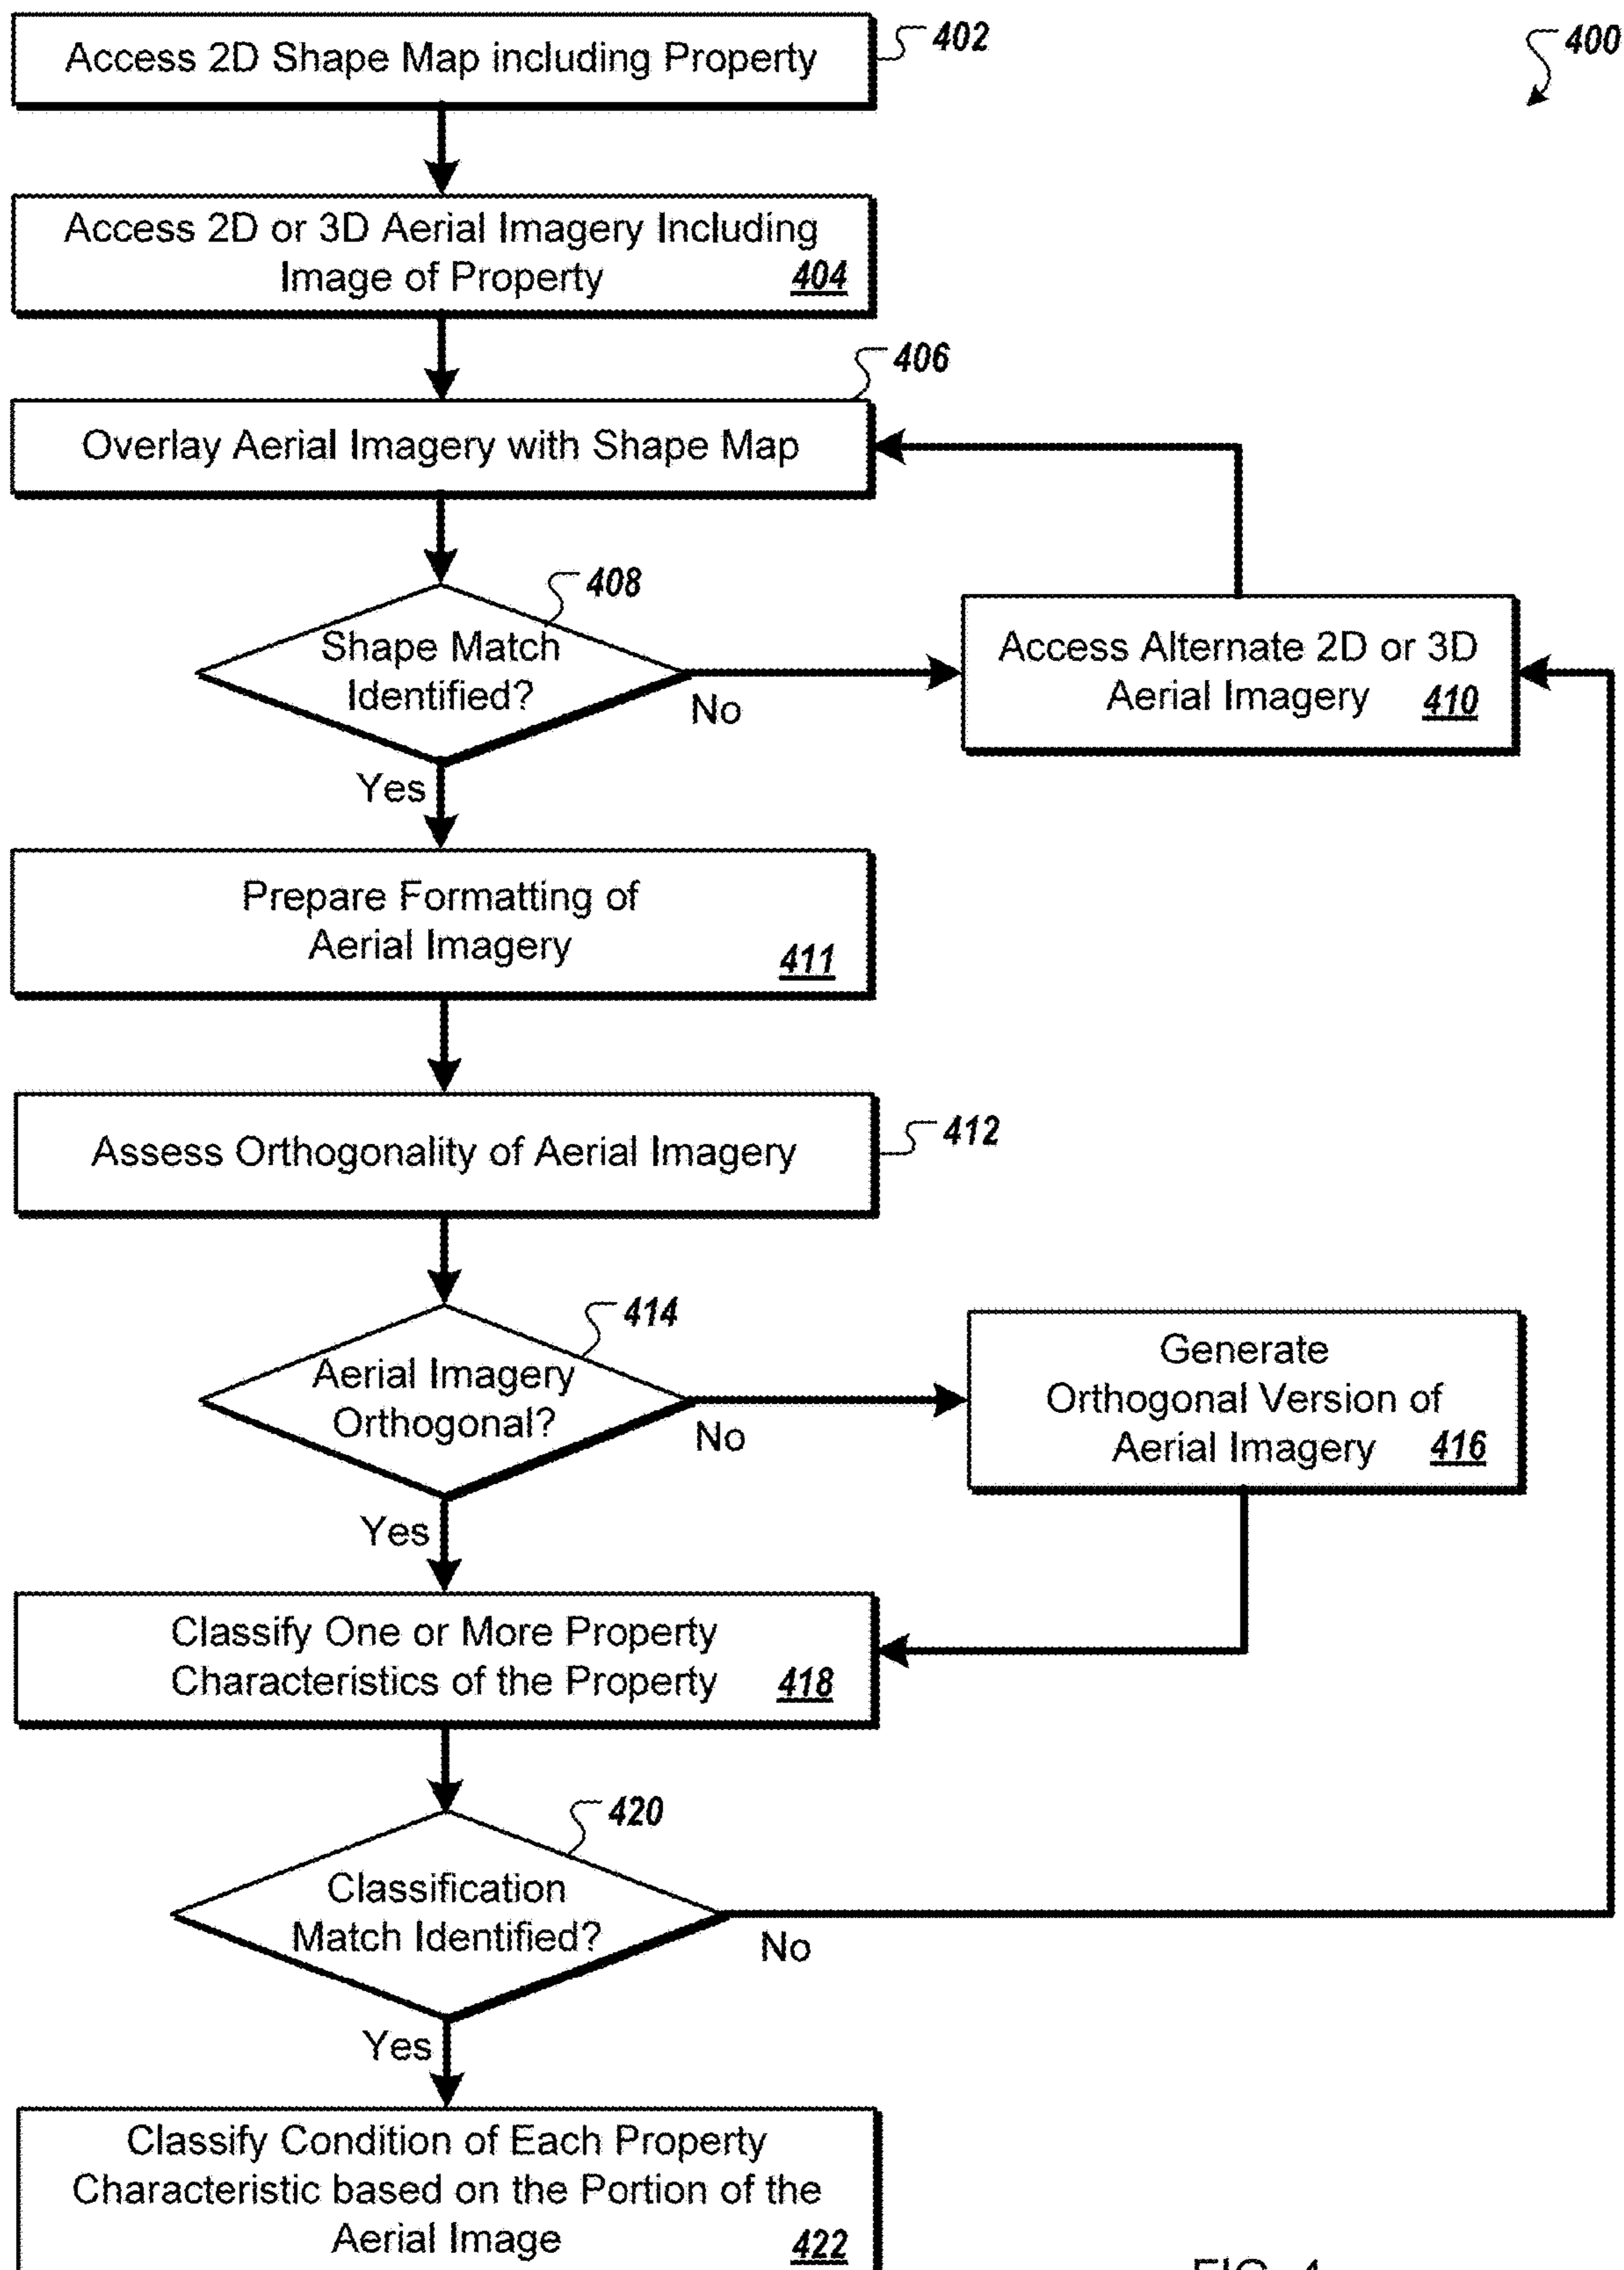 Access 2D Shape Map including Property
402
400
Access 2D or 3D Aerial Imagery Including
Image of Property
404
406
Overlay Aerial Imagery with Shape Map
408
Shape Match
Identified?
No
Access Alternate 2D or 3D
Aerial Imagery
410
Yes
Prepare Formatting of
Aerial Imagery
411
Assess Orthogonality of Aerial Imagery
412
414
Aerial Imagery
Orthogonal?
No
Generate
Orthogonal Version of
Aerial Imagery
416
Yes
Classify One or More Property
Characteristics of the Property
418
420
Classification
Match Identified?
No
Yes
Classify Condition of Each Property
Characteristic based on the Portion of the
Aerial Image
422